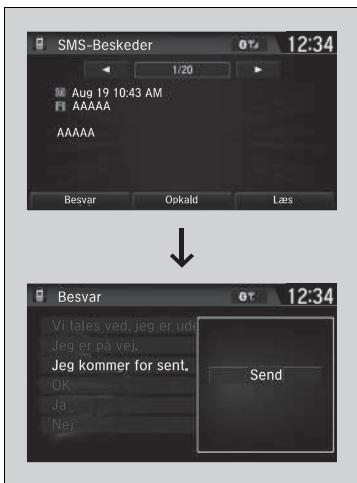 SMS-Beskeder 12:34
1/20
Aug 19 10:43 AM
AAAAA
AAAAA
Besvar Opkald Læs
Besvar 12:34
Vi tales ved, jeg er ude
Jeg er på vej.
Jeg kommer for sent.
Send
OK
Ja
Nej